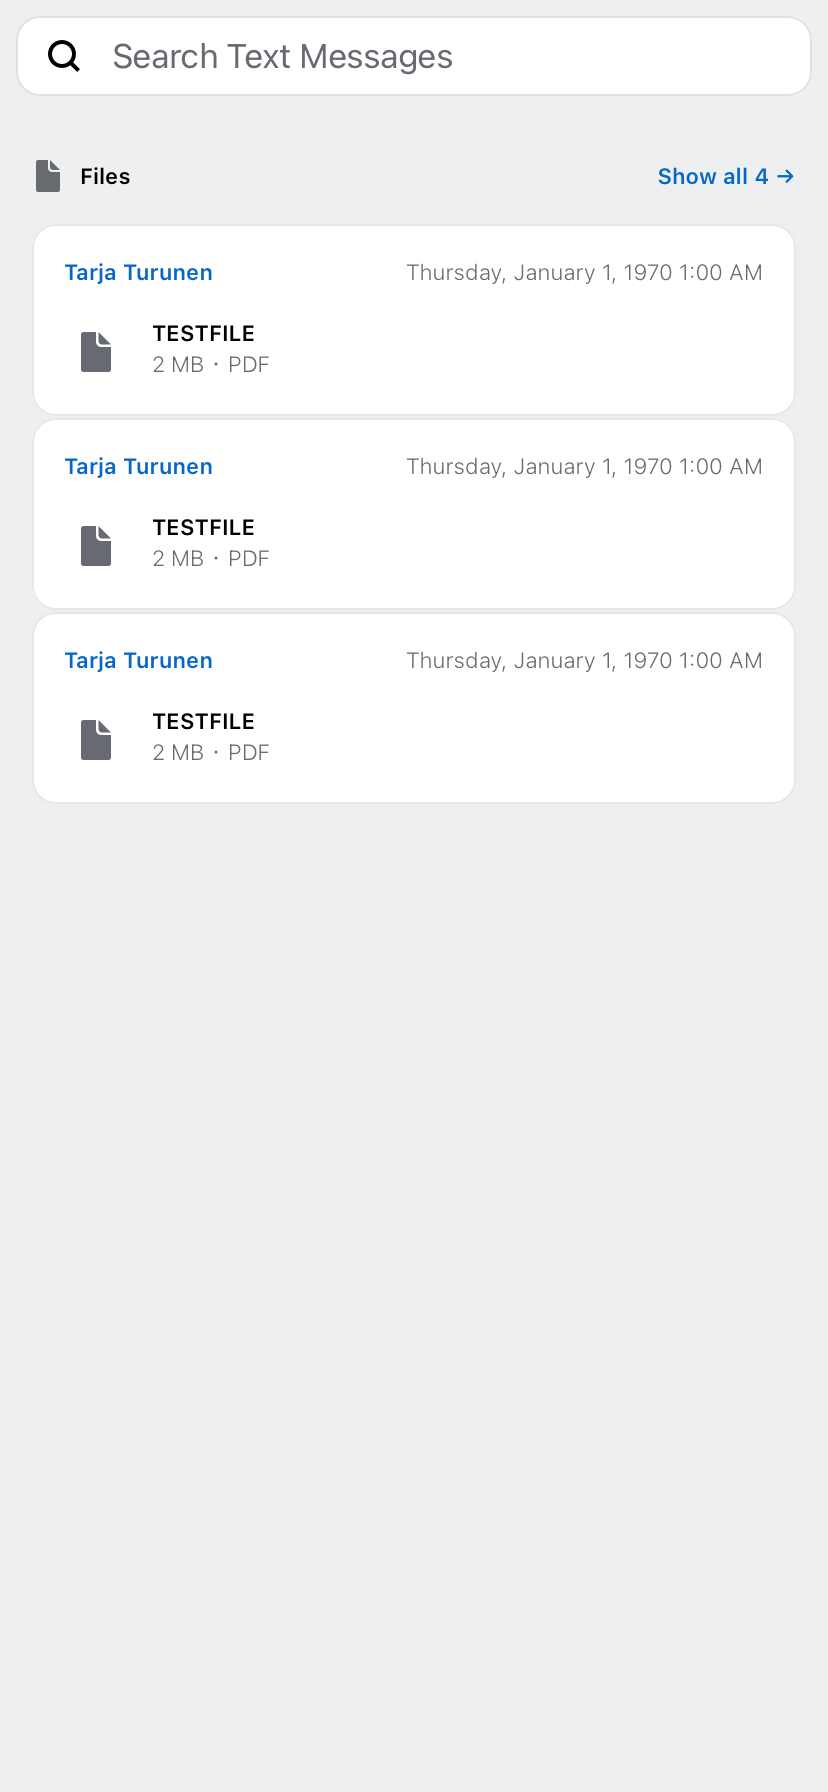 Search Text Messages
Files
Show all 4 →
Tarja Turunen
Thursday, January 1, 1970 1:00 AM
TESTFILE
2 MB · PDF
Tarja Turunen
Thursday, January 1, 1970 1:00 AM
TESTFILE
2 MB · PDF
Tarja Turunen
Thursday, January 1, 1970 1:00 AM
TESTFILE
2 MB · PDF